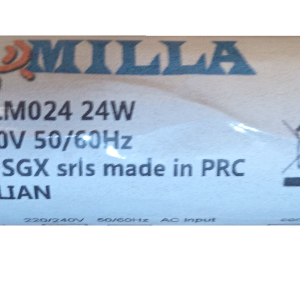 MILLA
LM024 24W
0V 50/60Hz
SGX srls made in PRC
LIAN
220/240V 50/60Hz AC Input